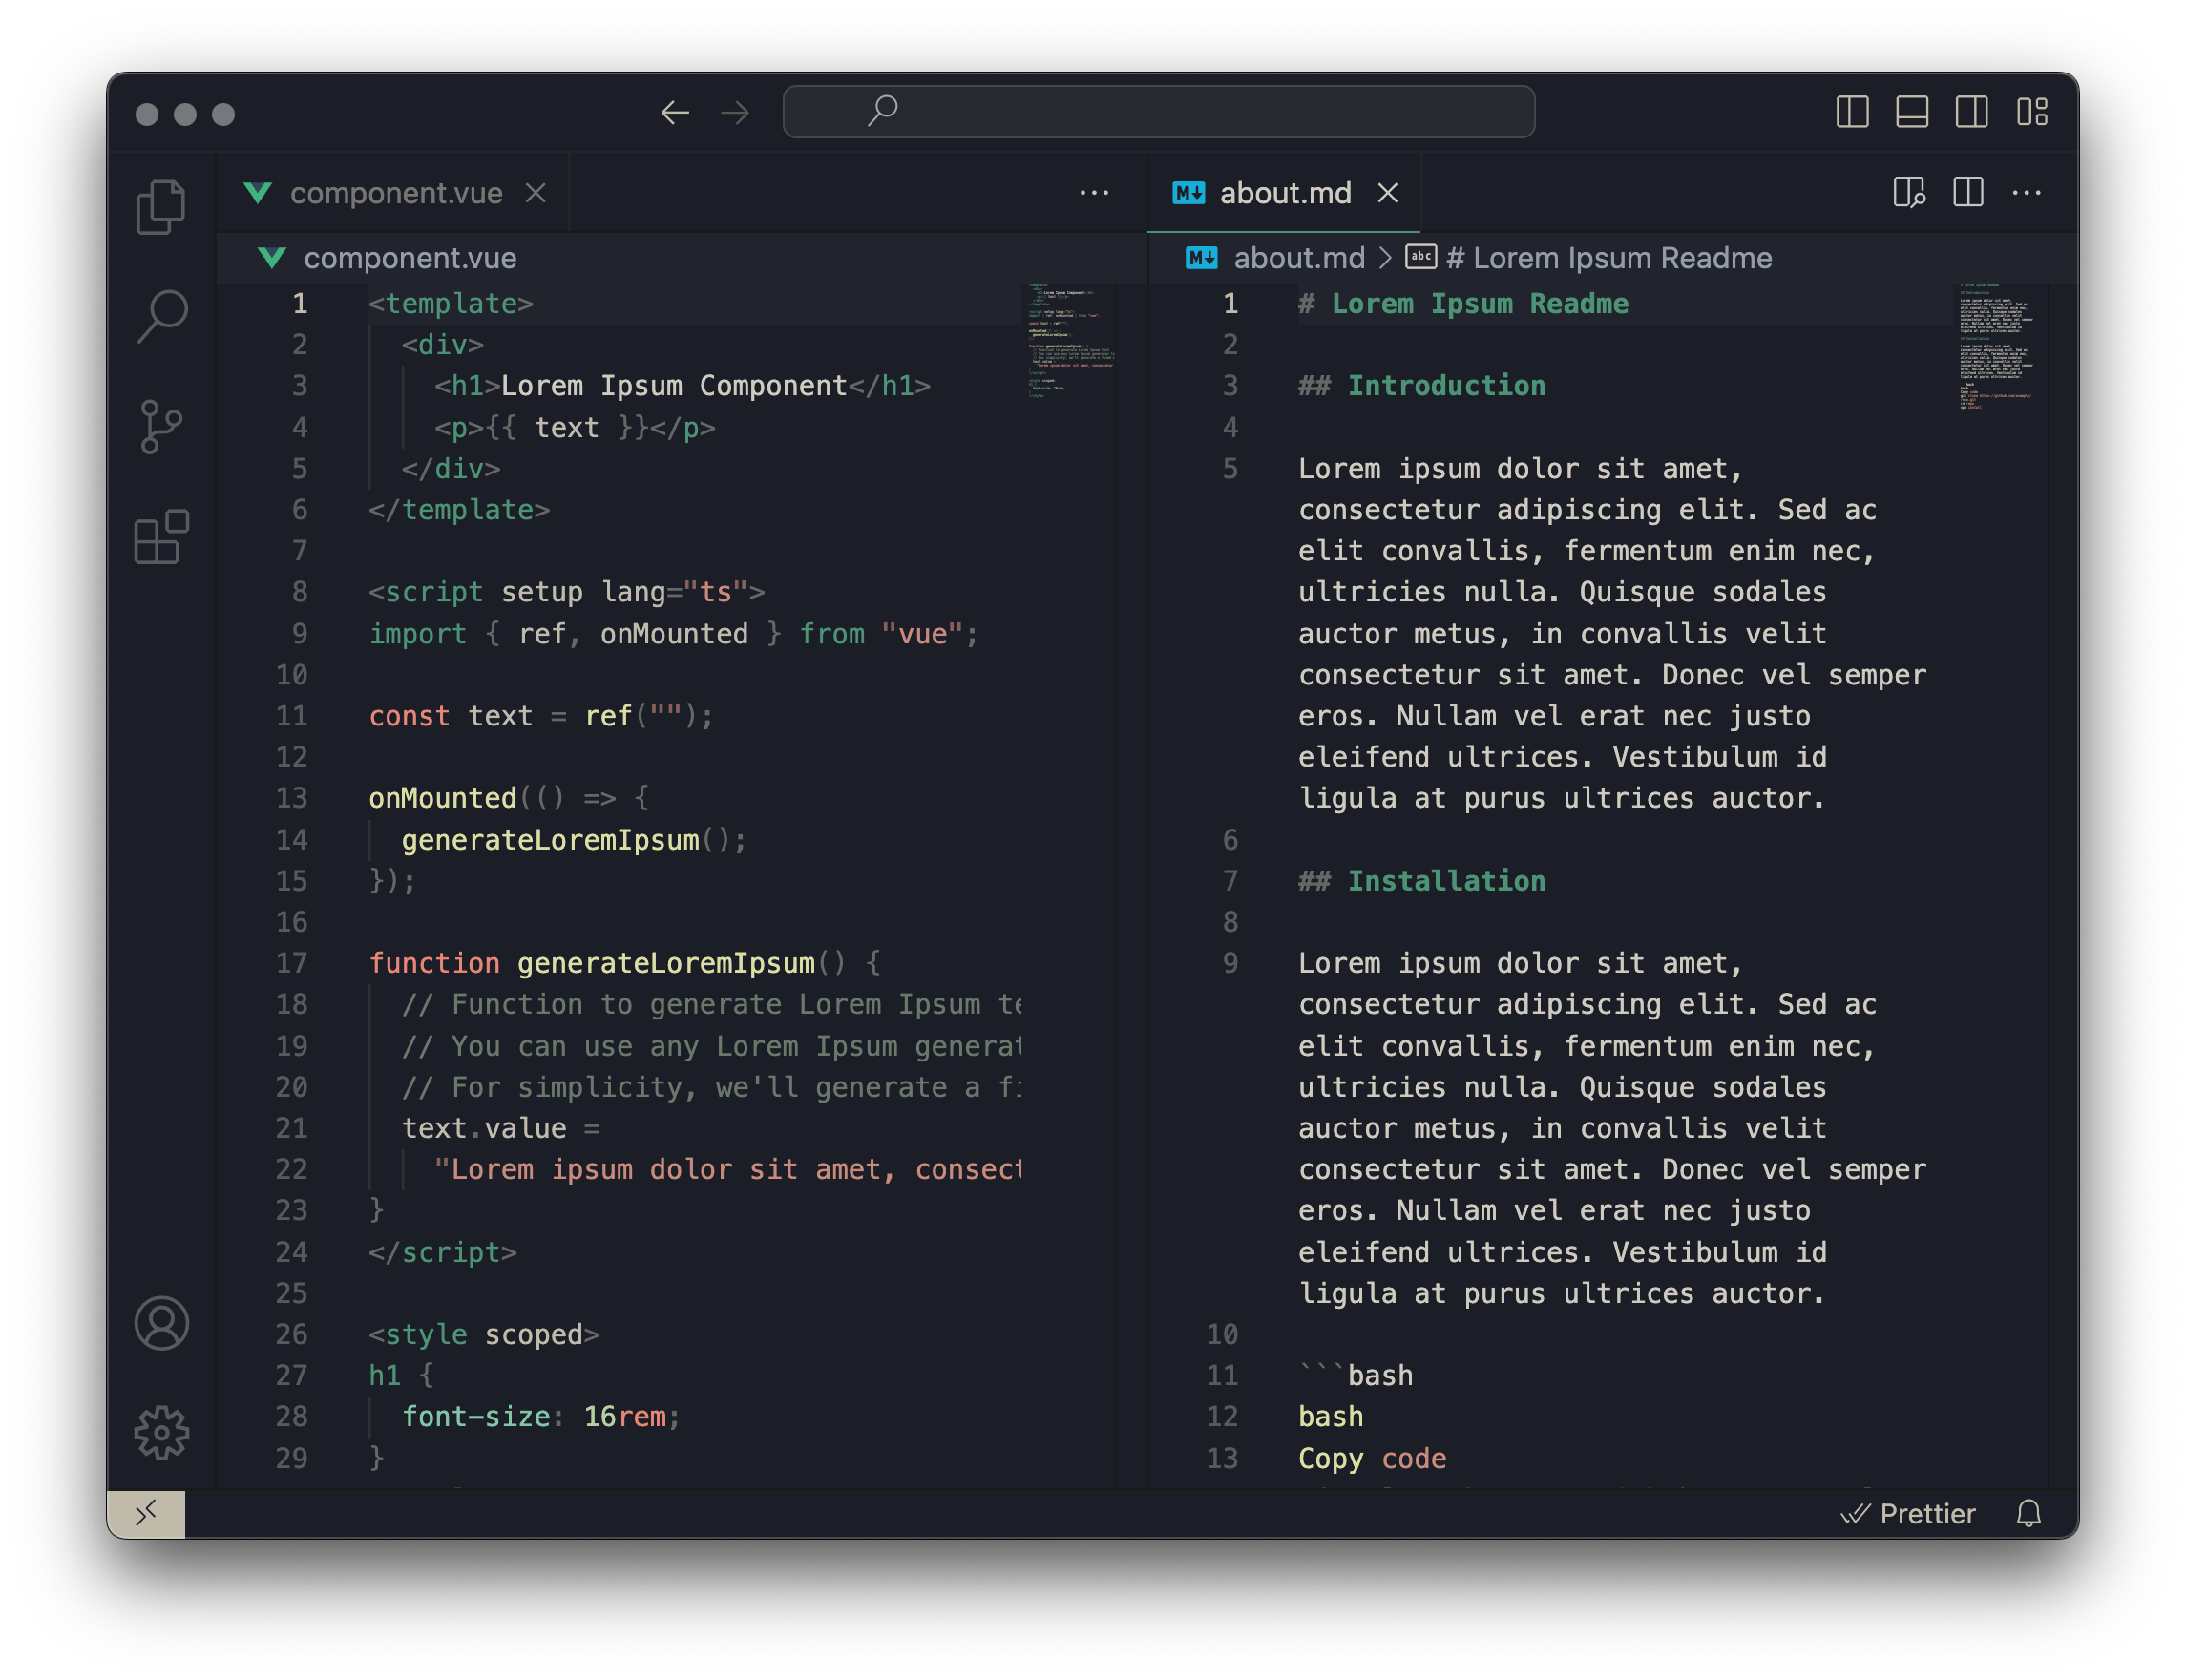 component.vue
about.md
component.vue
about.md > # Lorem Ipsum Readme
1 <template>
2 <div>
3 <h1>Lorem Ipsum Component</h1>
4 <p>{{ text }}</p>
5 </div>
6 </template>
7
8 <script setup lang="ts">
9 import { ref, onMounted } from "vue";
10
11 const text = ref("");
12
13 onMounted(() => {
14 generateLoremIpsum();
15 });
16
17 function generateLoremIpsum() {
18 // Function to generate Lorem Ipsum te
19 // You can use any Lorem Ipsum generat
20 // For simplicity, we'll generate a fi
21 text.value =
22 "Lorem ipsum dolor sit amet, consect
23 }
24 </script>
25
26 <style scoped>
27 h1 {
28 font-size: 16rem;
29 }
1 # Lorem Ipsum Readme
2
3 ## Introduction
4
5 Lorem ipsum dolor sit amet,
consectetur adipiscing elit. Sed ac
elit convallis, fermentum enim nec,
ultricies nulla. Quisque sodales
auctor metus, in convallis velit
consectetur sit amet. Donec vel semper
eros. Nullam vel erat nec justo
eleifend ultrices. Vestibulum id
ligula at purus ultrices auctor.
6
7 ## Installation
8
9 Lorem ipsum dolor sit amet,
consectetur adipiscing elit. Sed ac
elit convallis, fermentum enim nec,
ultricies nulla. Quisque sodales
auctor metus, in convallis velit
consectetur sit amet. Donec vel semper
eros. Nullam vel erat nec justo
eleifend ultrices. Vestibulum id
ligula at purus ultrices auctor.
10
11 ```bash
12 bash
13 Copy code
Prettier